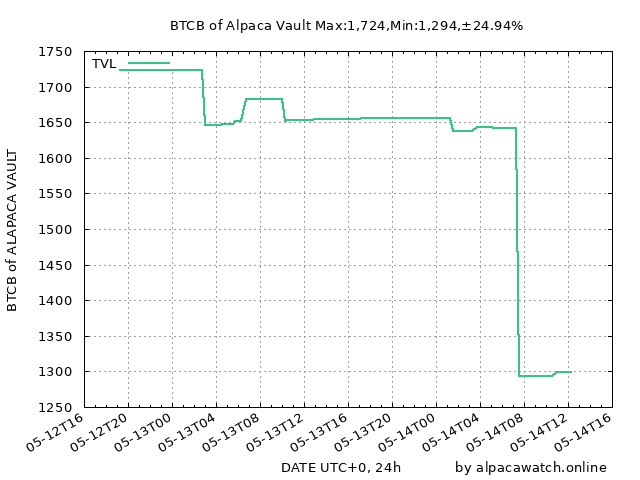 BTCB of Alpaca Vault Max:1,724,Min:1,294,±24.94%
TVL
1750
1700
1650
1600
1550
1500
1450
1400
1350
1300
1250
BTCB of ALAPACA VAULT
05-12T16
05-12T20
05-13T00
05-13T04
05-13T08
05-13T12
05-13T16
05-13T20
05-14T00
05-14T04
05-14T08
05-14T12
05-14T16
DATE UTC+0, 24h
by alpacawatch.online